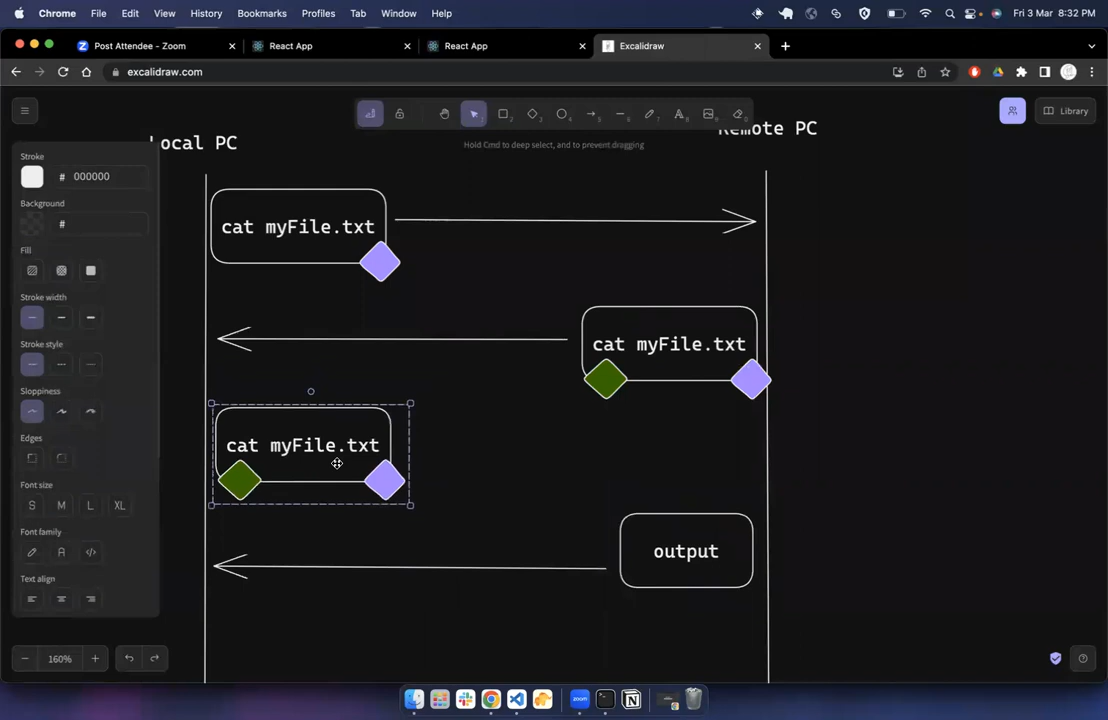 Chrome File Edit View History Bookmarks Profiles Tab Window Help Fri 3 Mar 8:32 PM
Post Attendee - Zoom React App React App Excalidraw
excalidraw.com
Library
Hold Cmd to deep select, and to prevent dragging
Local PC Remote PC
Stroke
# 000000
Background
#
Fill
Stroke width
Stroke style
Sloppiness
Edges
Font size
S M L XL
Font family
A </>
Text align
cat myFile.txt
cat myFile.txt
cat myFile.txt
output
− 160% +
zoom